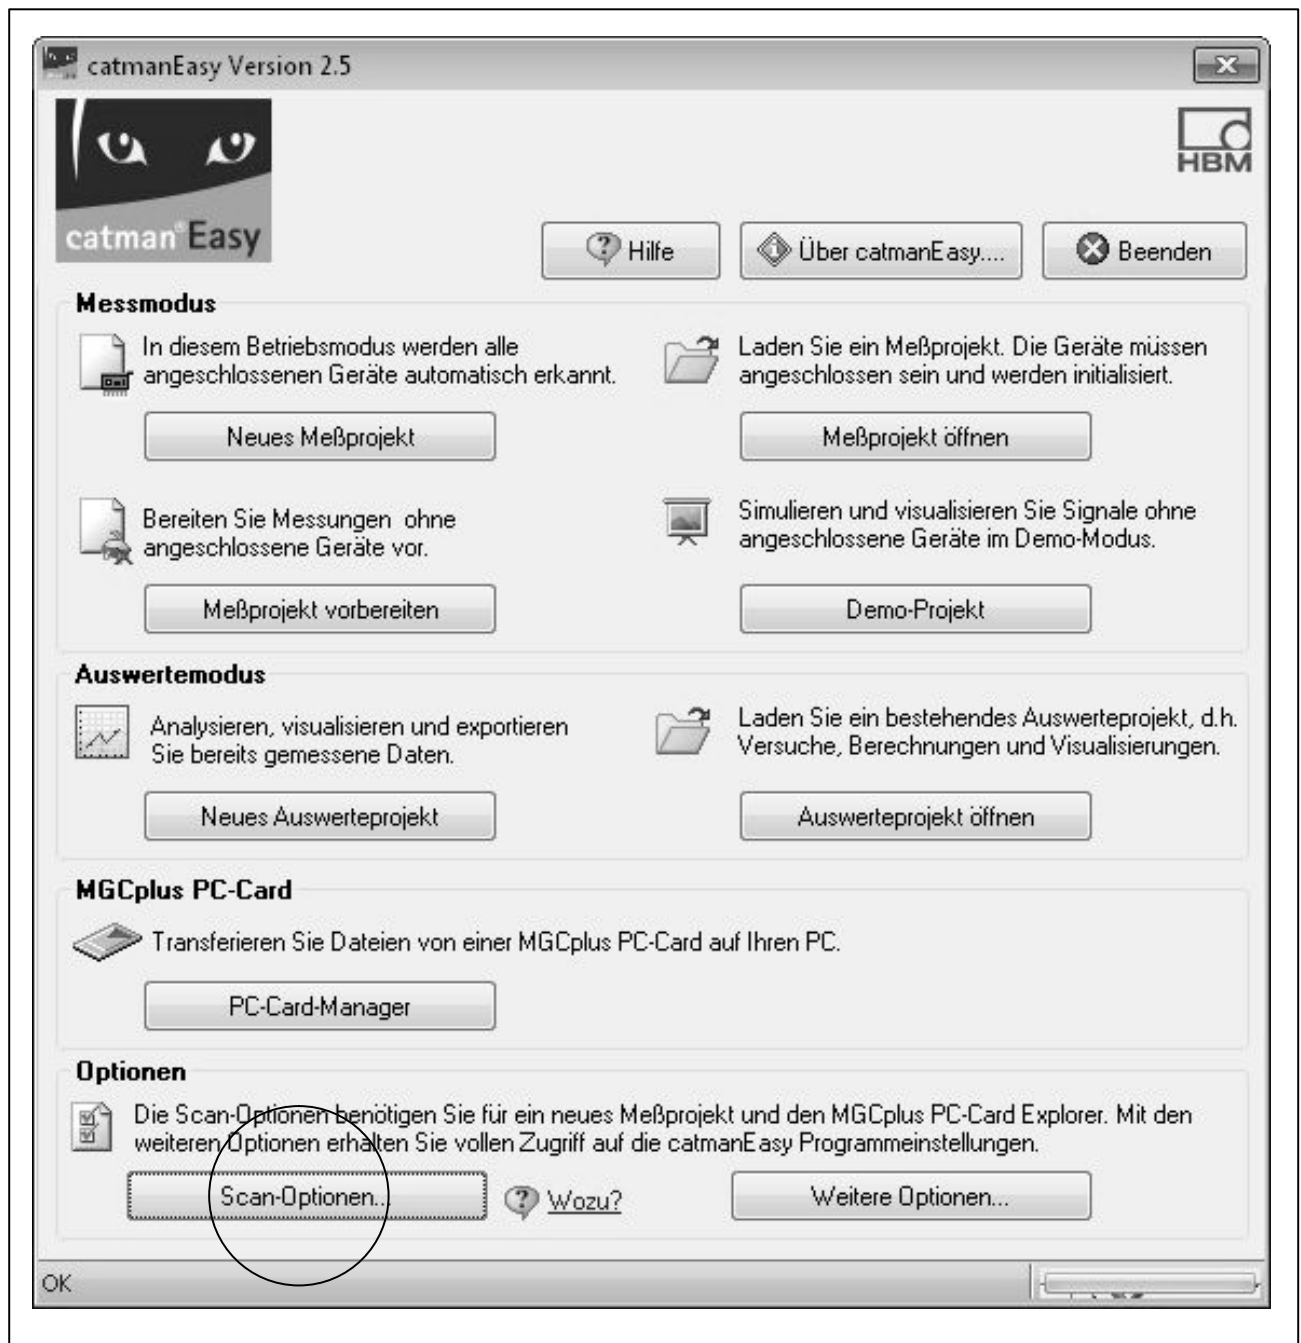 catmanEasy Version 2.5
HBM
catman®Easy
Hilfe
Über catmanEasy....
Beenden
Messmodus
In diesem Betriebsmodus werden alle
angeschlossenen Geräte automatisch erkannt.
Neues Meßprojekt
Laden Sie ein Meßprojekt. Die Geräte müssen
angeschlossen sein und werden initialisiert.
Meßprojekt öffnen
Bereiten Sie Messungen ohne
angeschlossene Geräte vor.
Meßprojekt vorbereiten
Simulieren und visualisieren Sie Signale ohne
angeschlossene Geräte im Demo-Modus.
Demo-Projekt
Auswertemodus
Analysieren, visualisieren und exportieren
Sie bereits gemessene Daten.
Neues Auswerteprojekt
Laden Sie ein bestehendes Auswerteprojekt, d.h.
Versuche, Berechnungen und Visualisierungen.
Auswerteprojekt öffnen
MGCplus PC-Card
Transferieren Sie Dateien von einer MGCplus PC-Card auf Ihren PC.
PC-Card-Manager
Optionen
Die Scan-Optionen benötigen Sie für ein neues Meßprojekt und den MGCplus PC-Card Explorer. Mit den
weiteren Optionen erhalten Sie vollen Zugriff auf die catmanEasy Programmeinstellungen.
Scan-Optionen...
Wozu?
Weitere Optionen...
OK